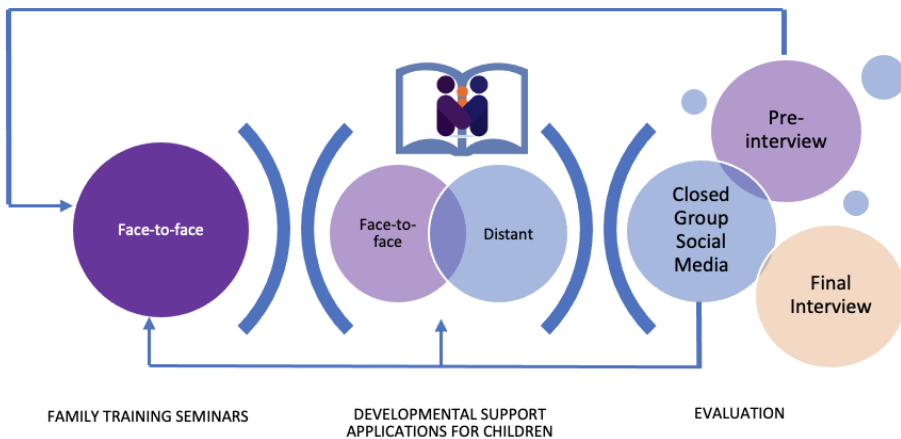 Pre-
interview
Face-to-face
Face-to-
face
Distant
Closed
Group
Social
Media
Final
Interview
FAMILY TRAINING SEMINARS
DEVELOPMENTAL SUPPORT
APPLICATIONS FOR CHILDREN
EVALUATION